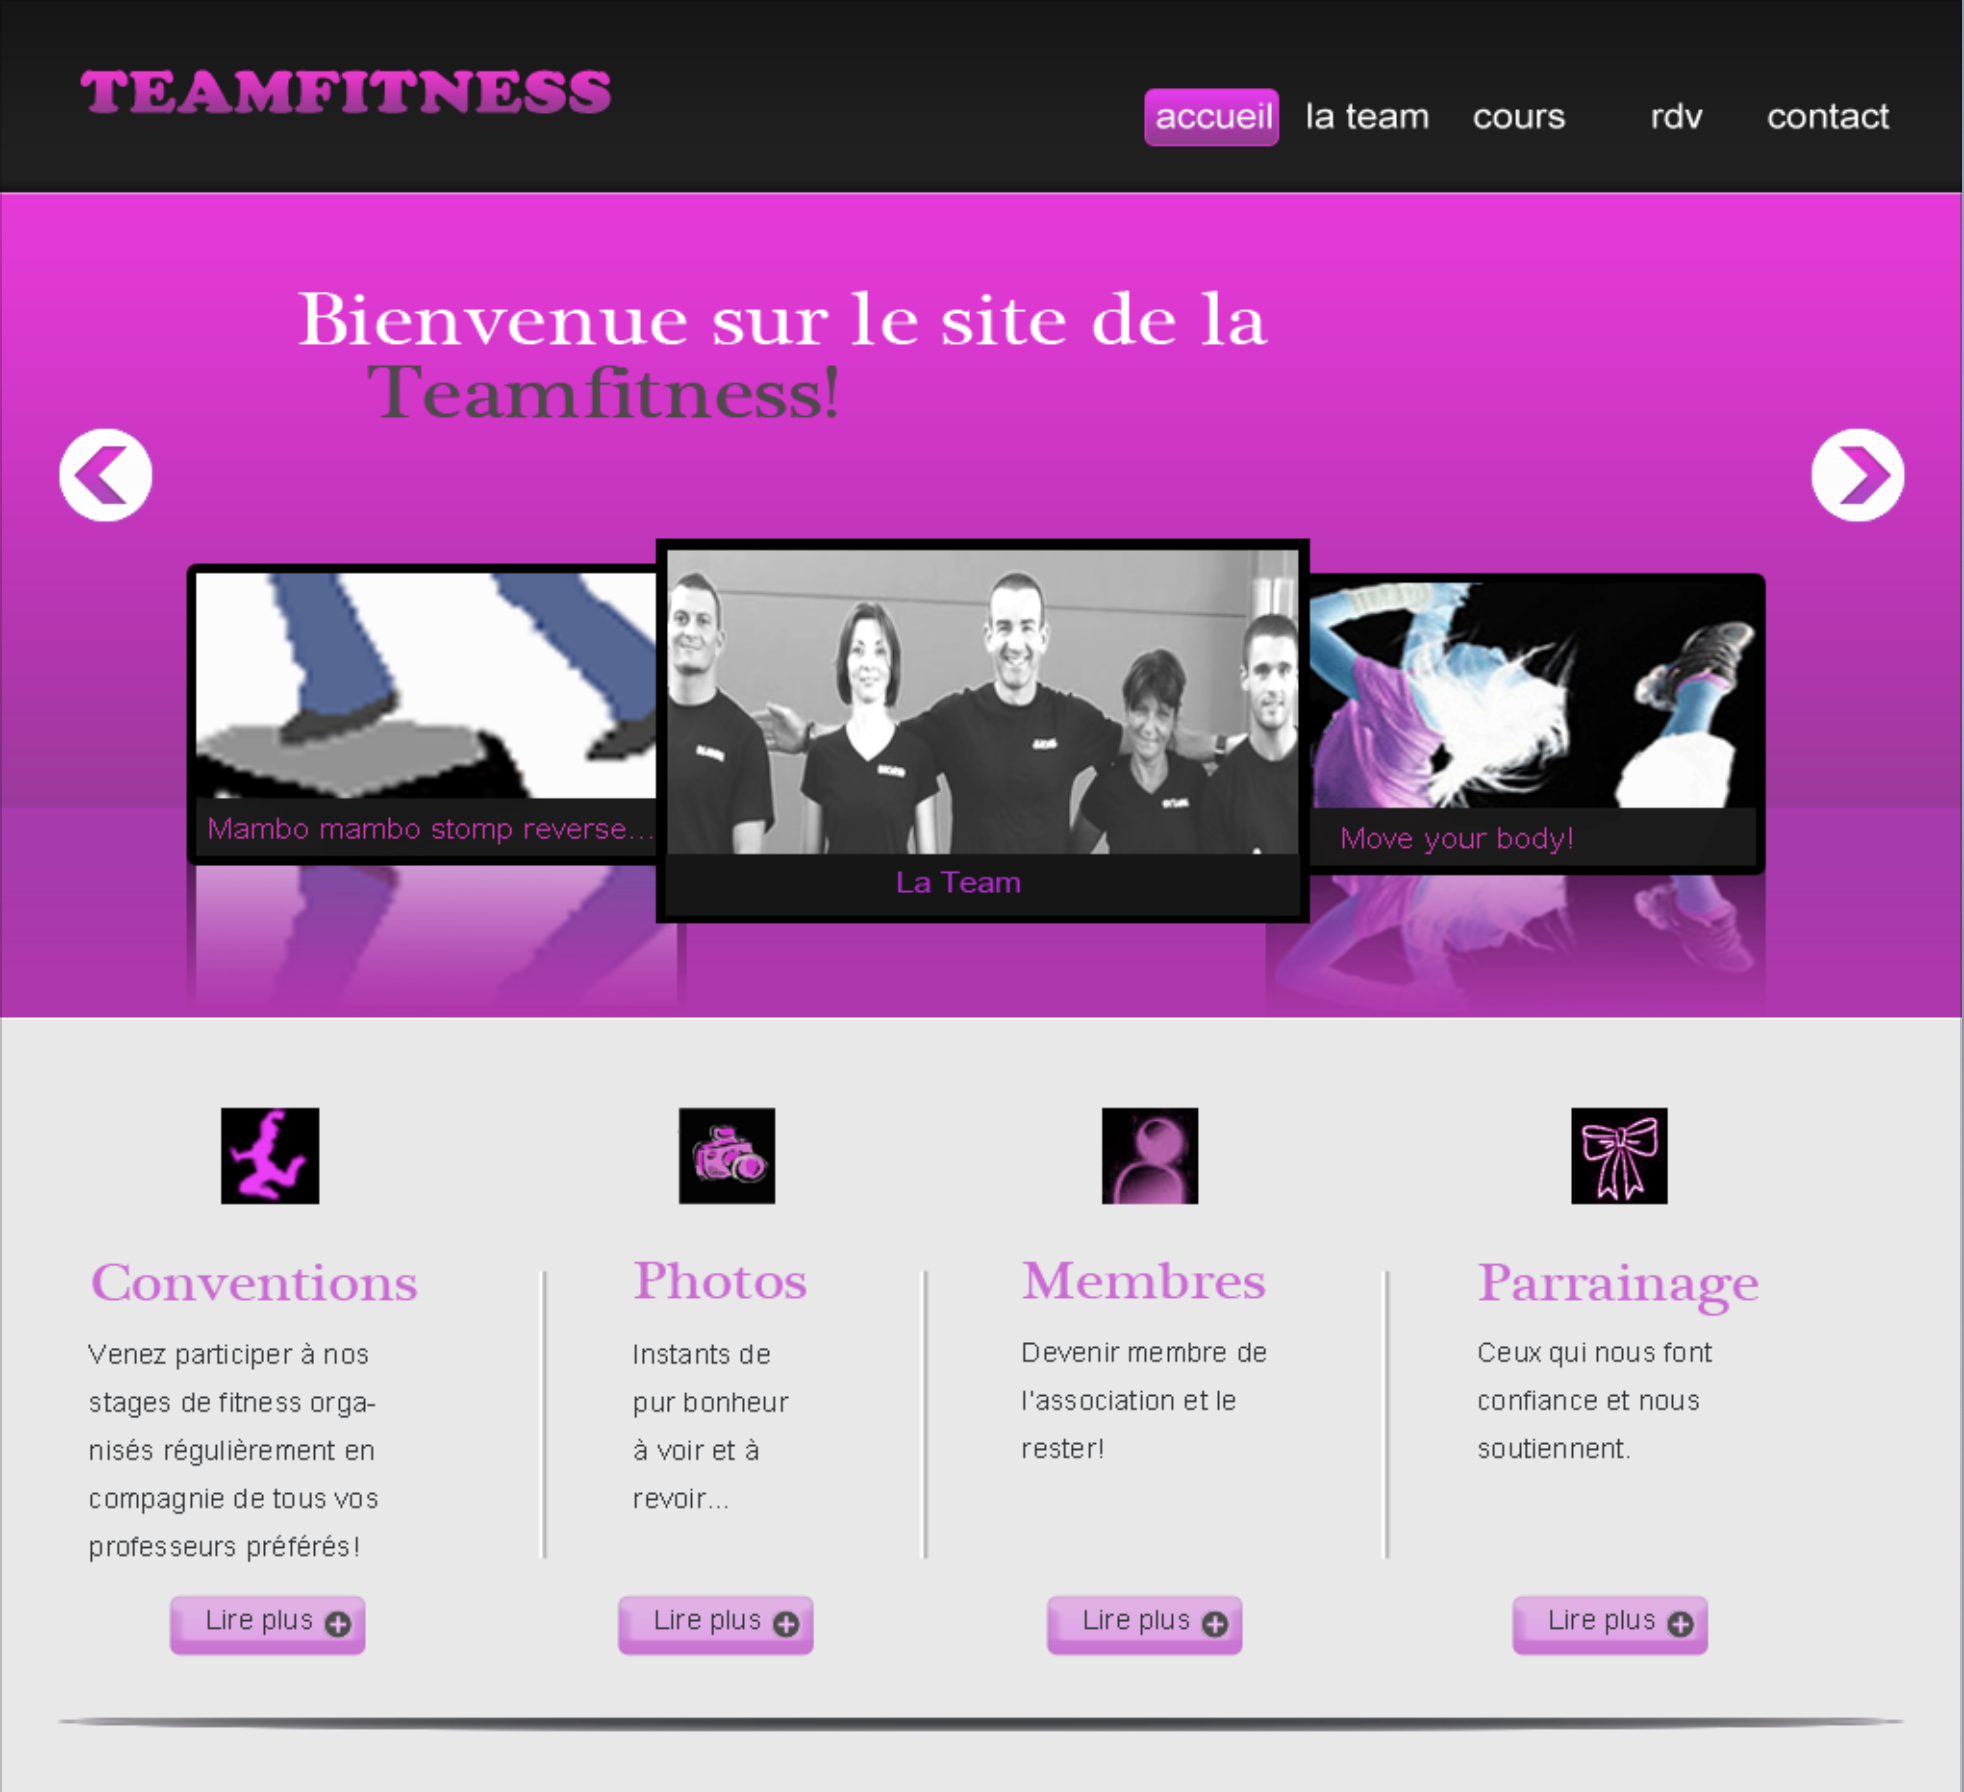 TEAMFITNESS
accueil la team cours rdv contact
Bienvenue sur le site de la
Teamfitness!
Mambo mambo stomp reverse...
La Team
Move your body!
Conventions
Venez participer à nos
stages de fitness orga-
nisés régulièrement en
compagnie de tous vos
professeurs préférés!
Lire plus
Photos
Instants de
pur bonheur
à voir et à
revoir...
Lire plus
Membres
Devenir membre de
l'association et le
rester!
Lire plus
Parrainage
Ceux qui nous font
confiance et nous
soutiennent.
Lire plus